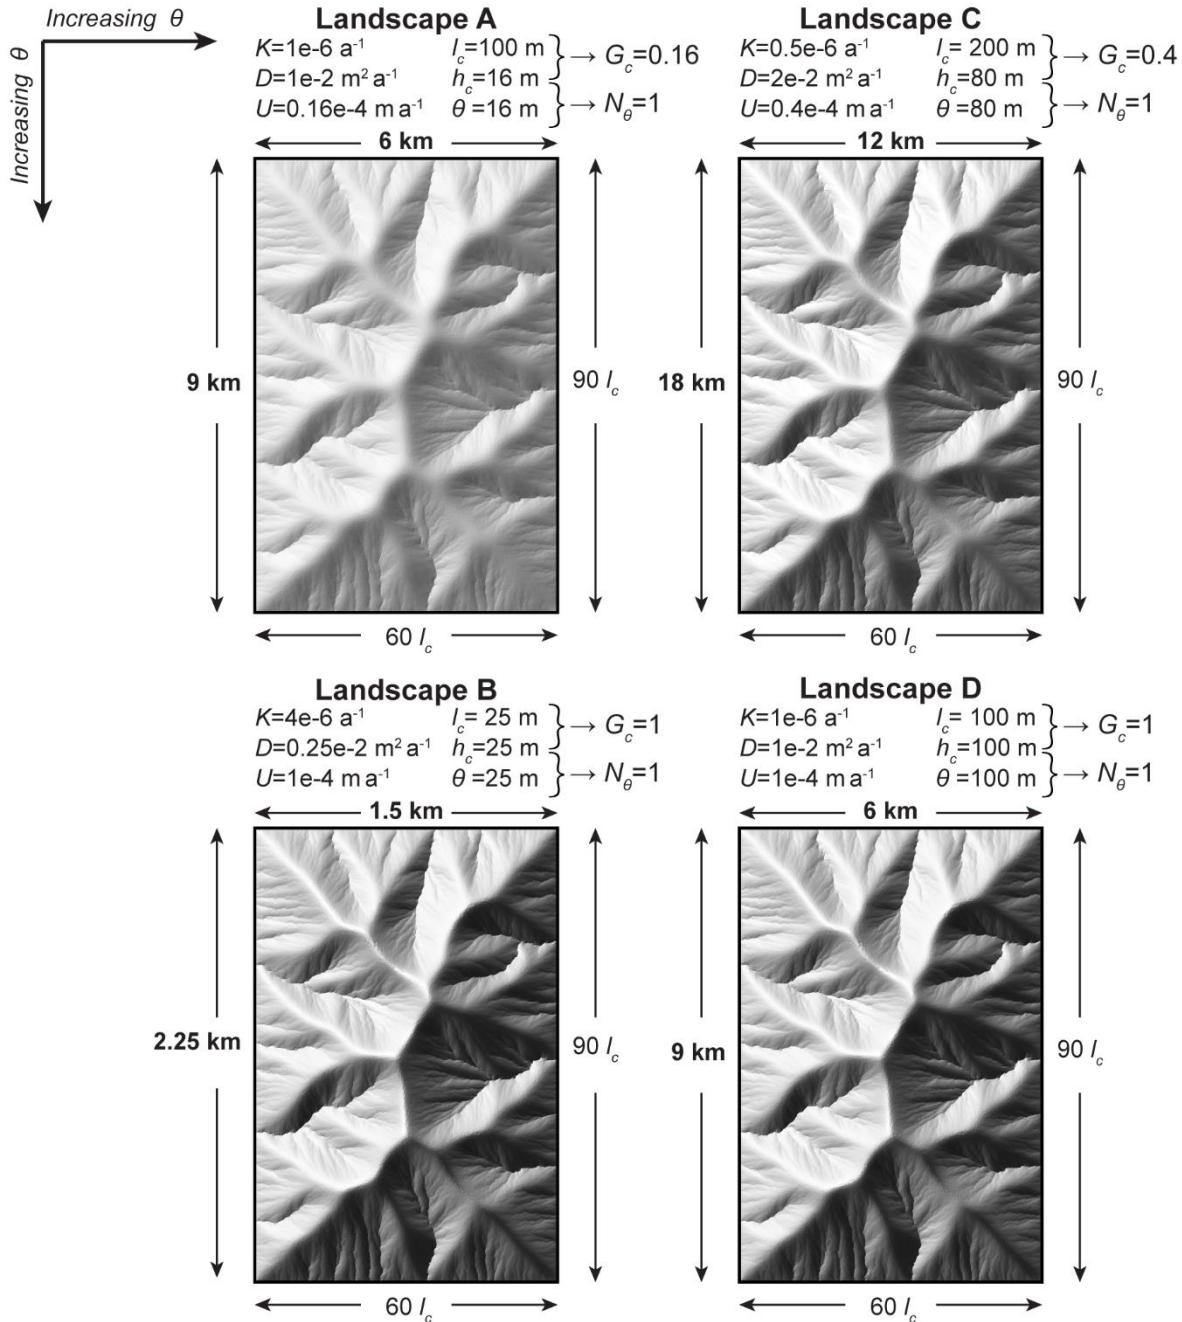 Increasing θ
Increasing θ
Landscape A
K=1e-6 a⁻¹ l_c=100 m → G_c=0.16
D=1e-2 m² a⁻¹ h_c=16 m
U=0.16e-4 m a⁻¹ θ =16 m → N_θ=1
6 km
9 km
90 l_c
60 l_c
Landscape C
K=0.5e-6 a⁻¹ l_c= 200 m → G_c=0.4
D=2e-2 m² a⁻¹ h_c=80 m
U=0.4e-4 m a⁻¹ θ =80 m → N_θ=1
12 km
18 km
90 l_c
60 l_c
Landscape B
K=4e-6 a⁻¹ l_c= 25 m → G_c=1
D=0.25e-2 m² a⁻¹ h_c=25 m
U=1e-4 m a⁻¹ θ =25 m → N_θ=1
1.5 km
2.25 km
90 l_c
60 l_c
Landscape D
K=1e-6 a⁻¹ l_c= 100 m → G_c=1
D=1e-2 m² a⁻¹ h_c=100 m
U=1e-4 m a⁻¹ θ =100 m → N_θ=1
6 km
9 km
90 l_c
60 l_c